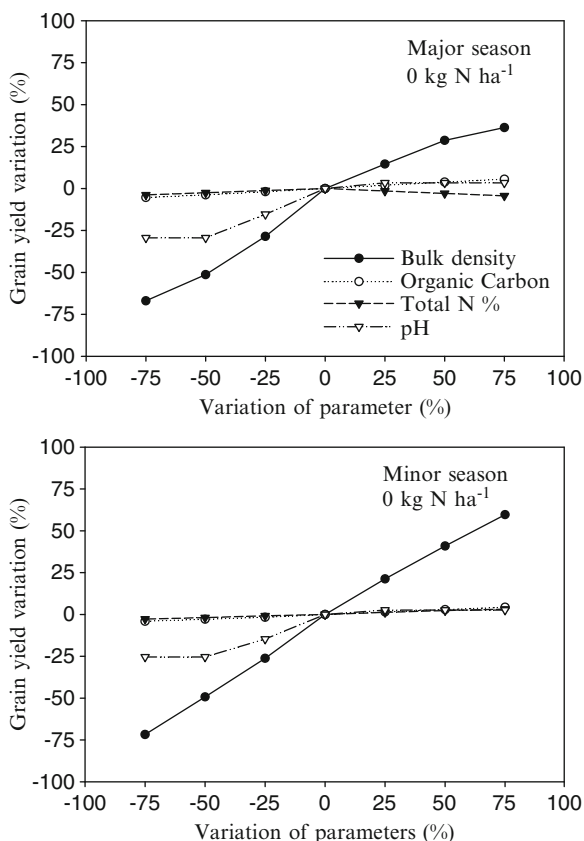 Major season
0 kg N ha⁻¹
Grain yield variation (%)
100
75
50
25
0
-25
-50
-75
-100
Bulk density
Organic Carbon
Total N %
pH
-100 -75 -50 -25 0 25 50 75 100
Variation of parameter (%)
Minor season
0 kg N ha⁻¹
Grain yield variation (%)
100
75
50
25
0
-25
-50
-75
-100
-100 -75 -50 -25 0 25 50 75 100
Variation of parameters (%)